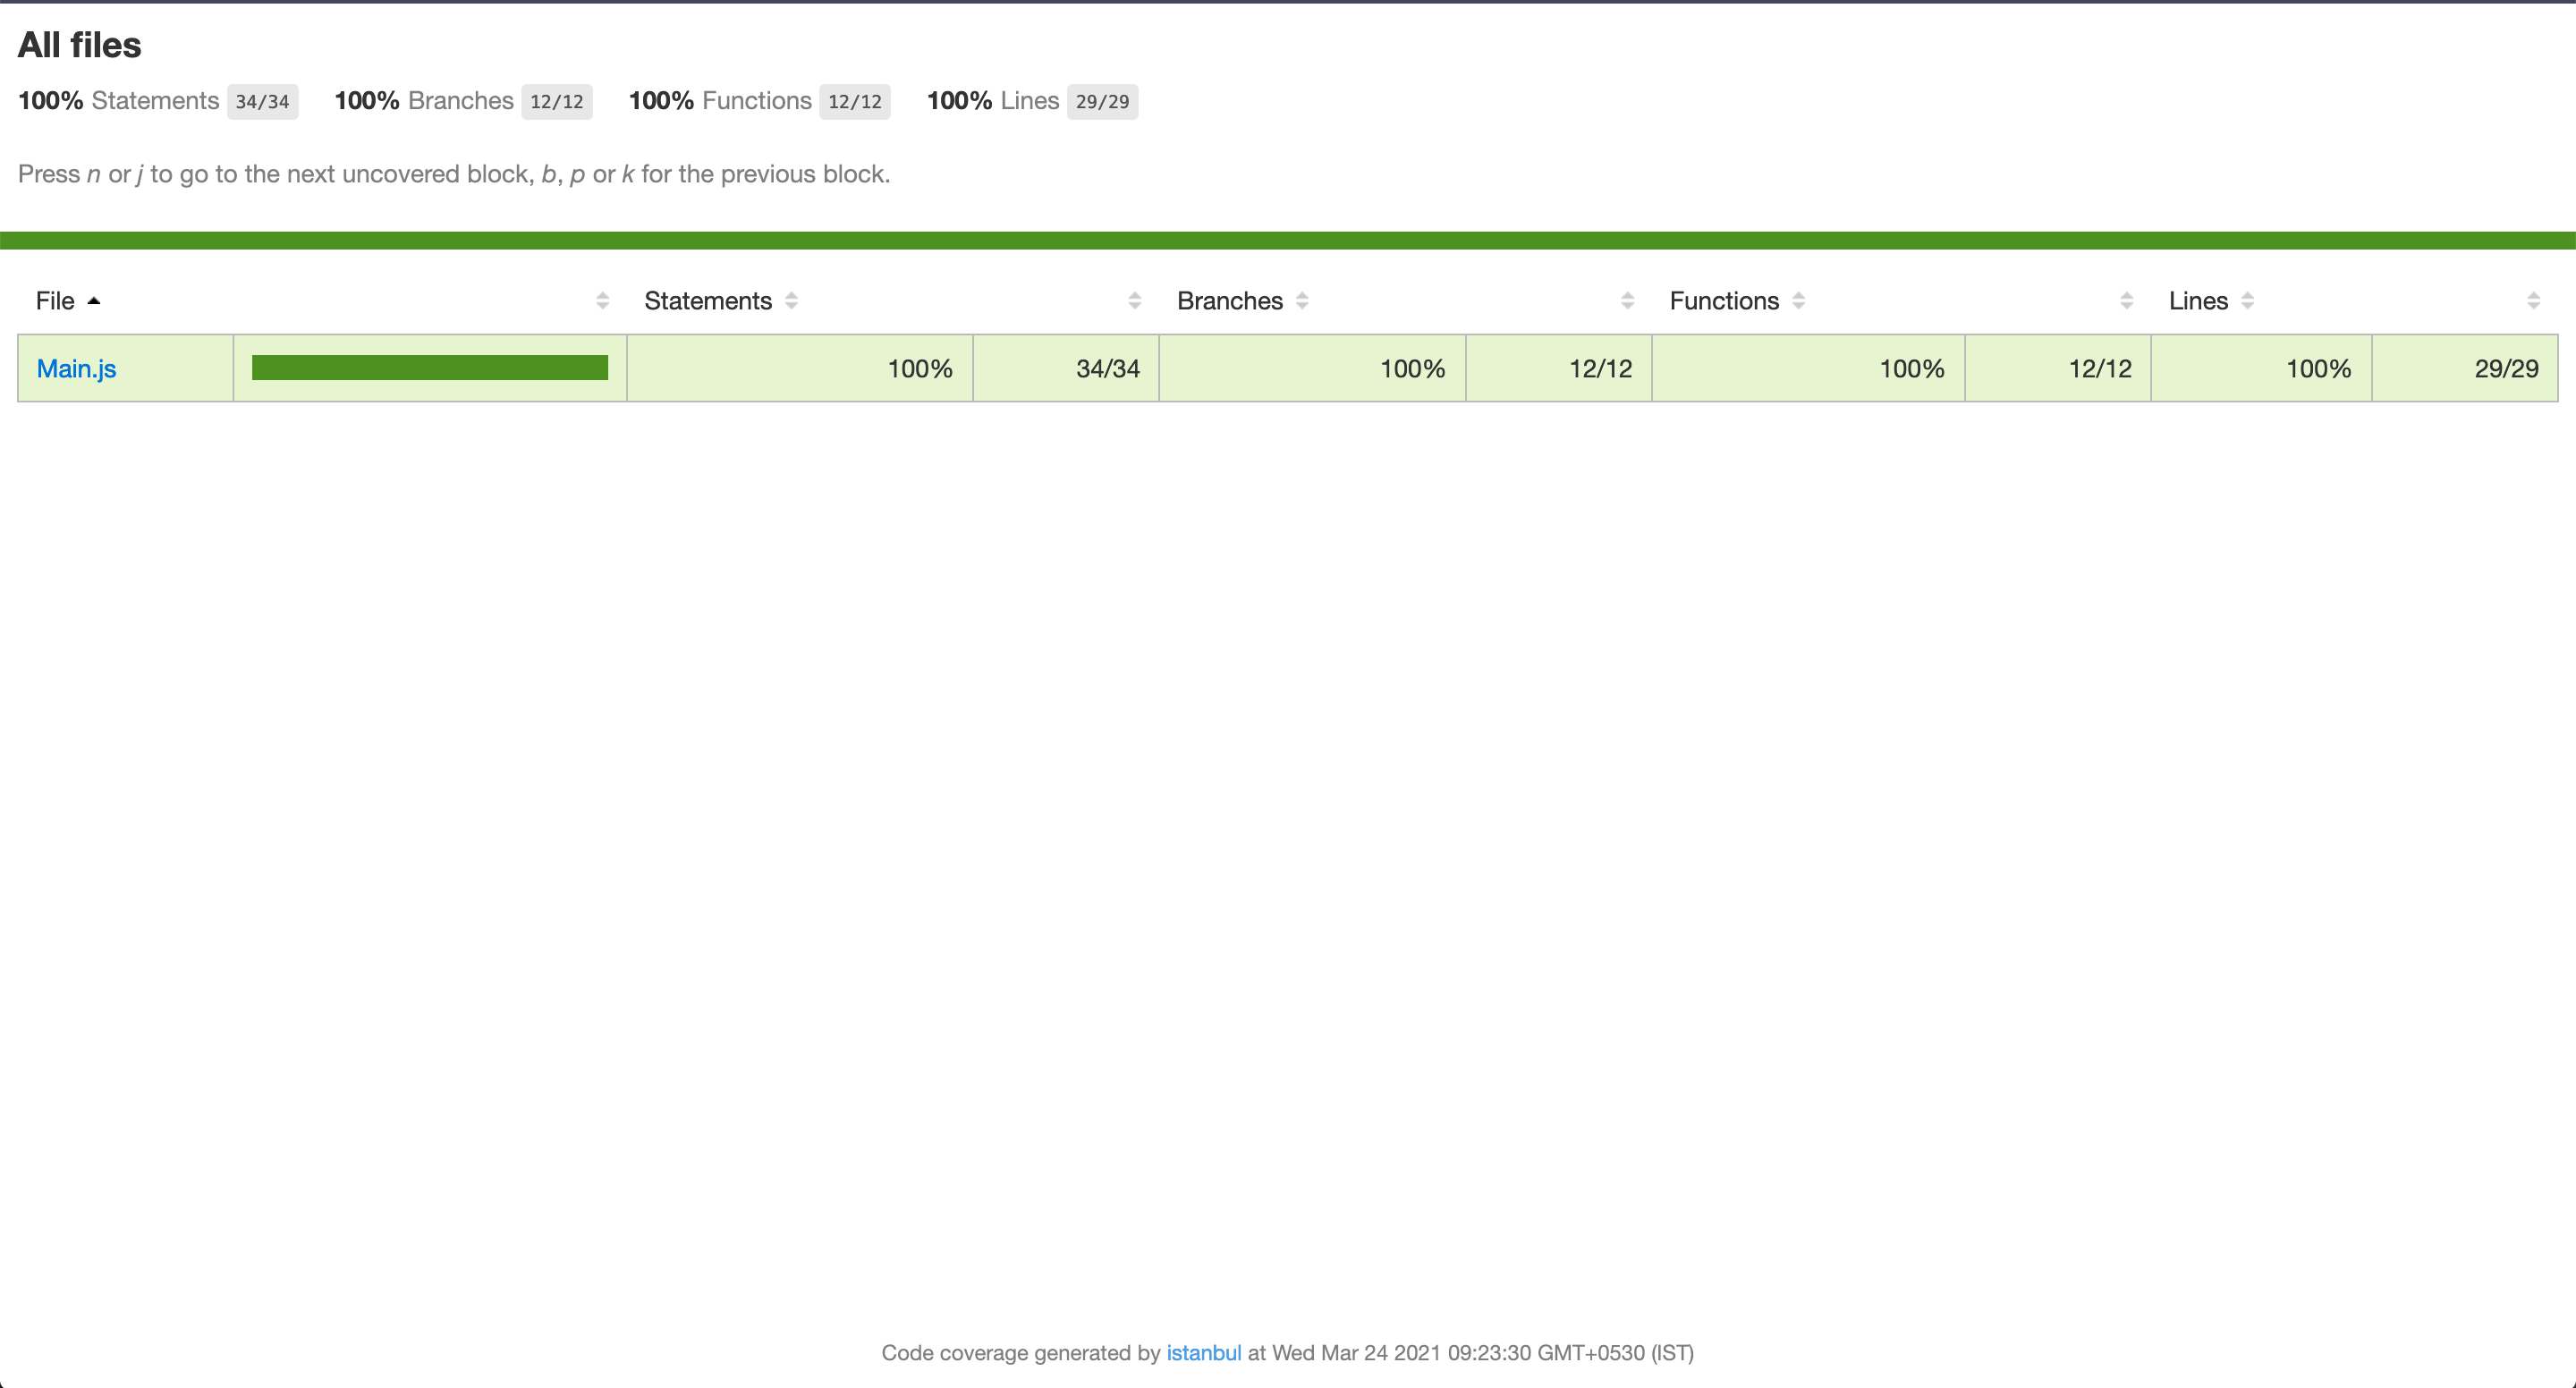 All files
100% Statements 34/34 100% Branches 12/12 100% Functions 12/12 100% Lines 29/29
Press n or j to go to the next uncovered block, b, p or k for the previous block.
File Statements Branches Functions Lines
Main.js 100% 34/34 100% 12/12 100% 12/12 100% 29/29
Code coverage generated by istanbul at Wed Mar 24 2021 09:23:30 GMT+0530 (IST)